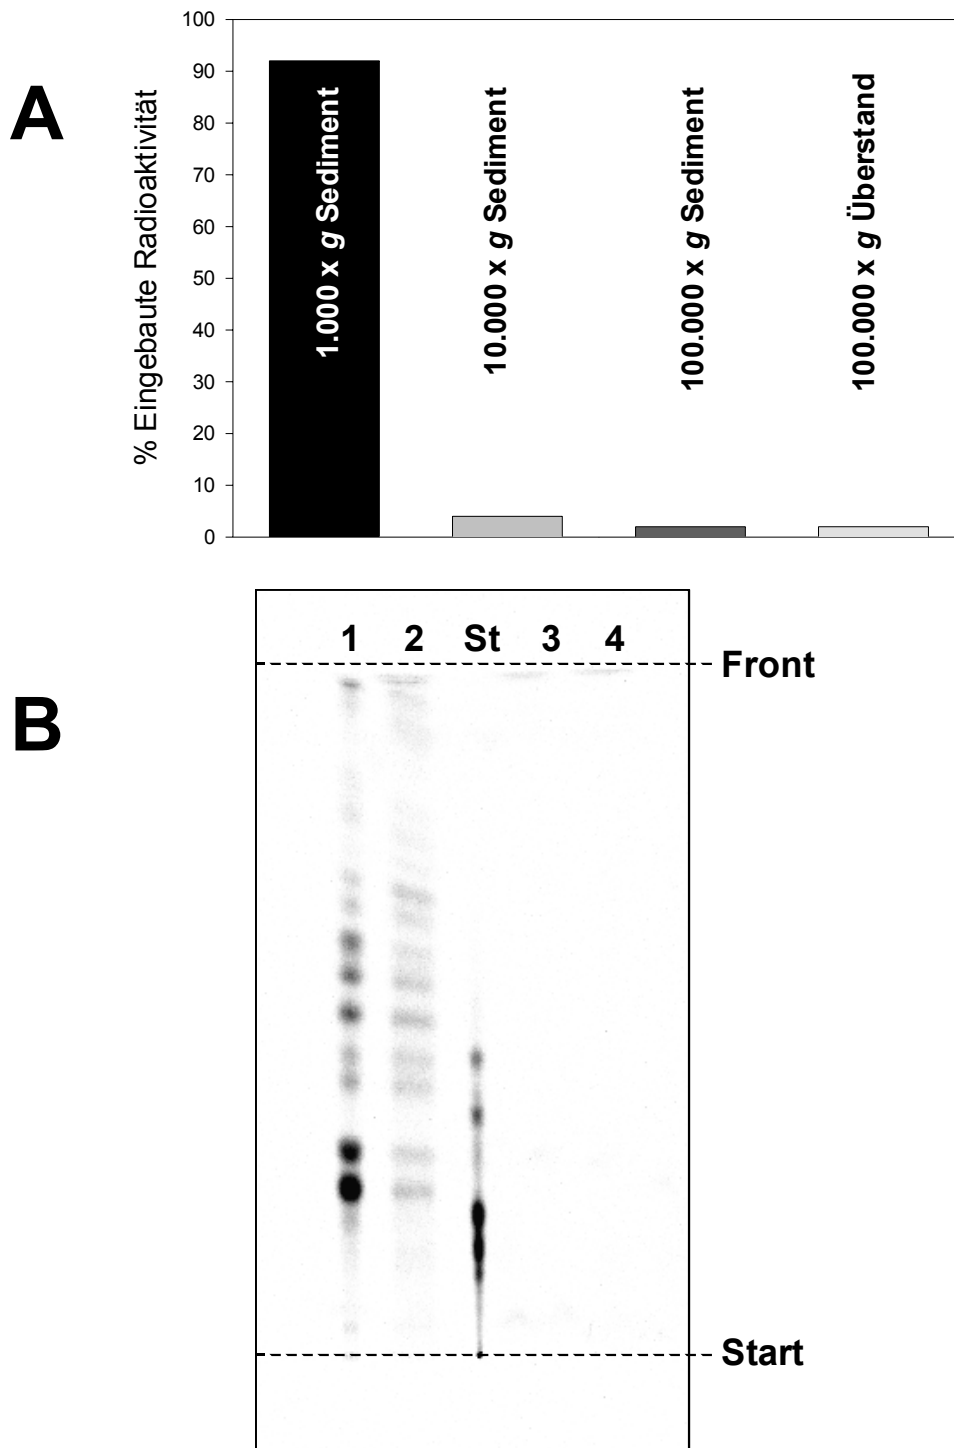 A
% Eingebaute Radioaktivität
100
90
80
70
60
50
40
30
20
10
0
1.000 x g Sediment
10.000 x g Sediment
100.000 x g Sediment
100.000 x g Überstand
B
1 2 St 3 4
Front
Start